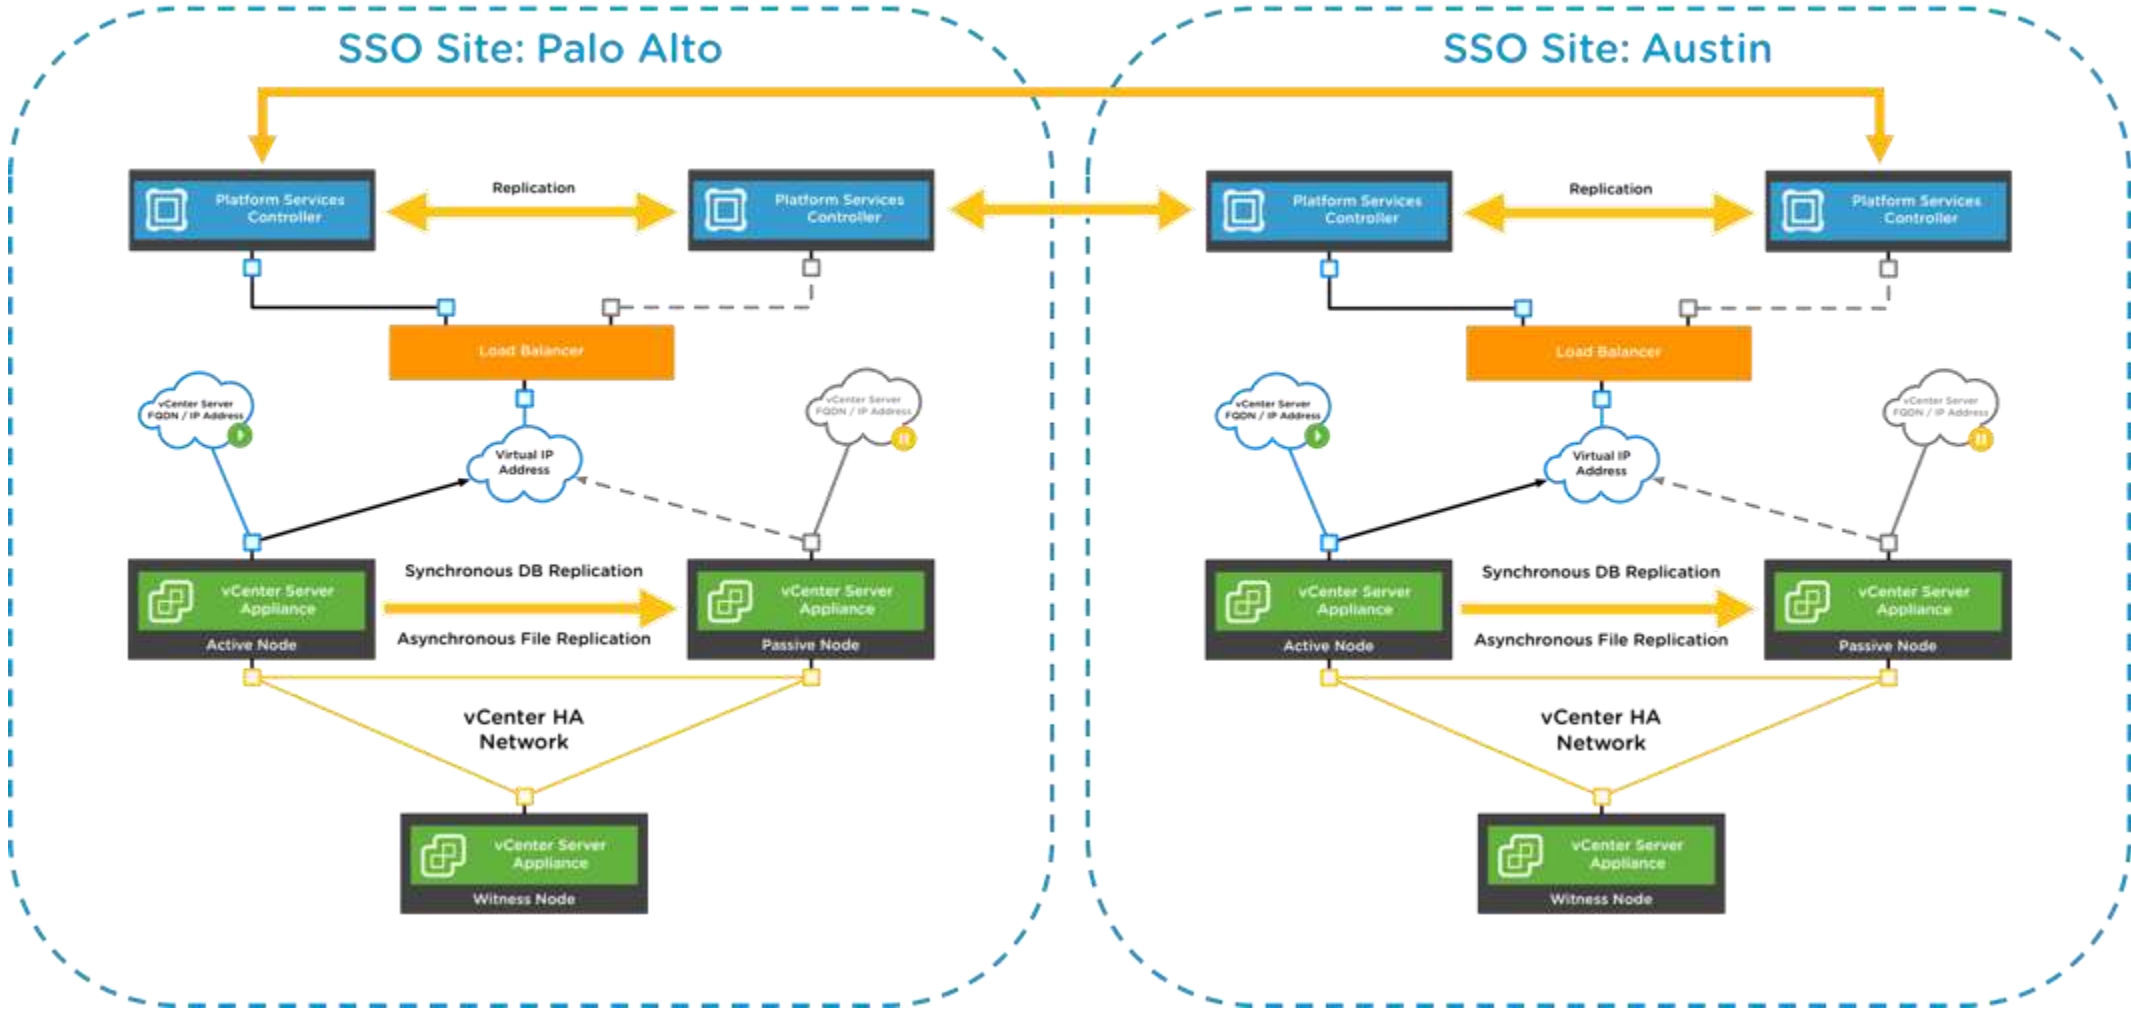 SSO Site: Palo Alto
Platform Services
Controller
Replication
Platform Services
Controller
Load Balancer
vCenter Server
FQDN / IP Address
Virtual IP
Address
vCenter Server
FQDN / IP Address
vCenter Server
Appliance
Active Node
Synchronous DB Replication
Asynchronous File Replication
vCenter Server
Appliance
Passive Node
vCenter HA
Network
vCenter Server
Appliance
Witness Node
SSO Site: Austin
Platform Services
Controller
Replication
Platform Services
Controller
Load Balancer
vCenter Server
FQDN / IP Address
Virtual IP
Address
vCenter Server
FQDN / IP Address
vCenter Server
Appliance
Active Node
Synchronous DB Replication
Asynchronous File Replication
vCenter Server
Appliance
Passive Node
vCenter HA
Network
vCenter Server
Appliance
Witness Node